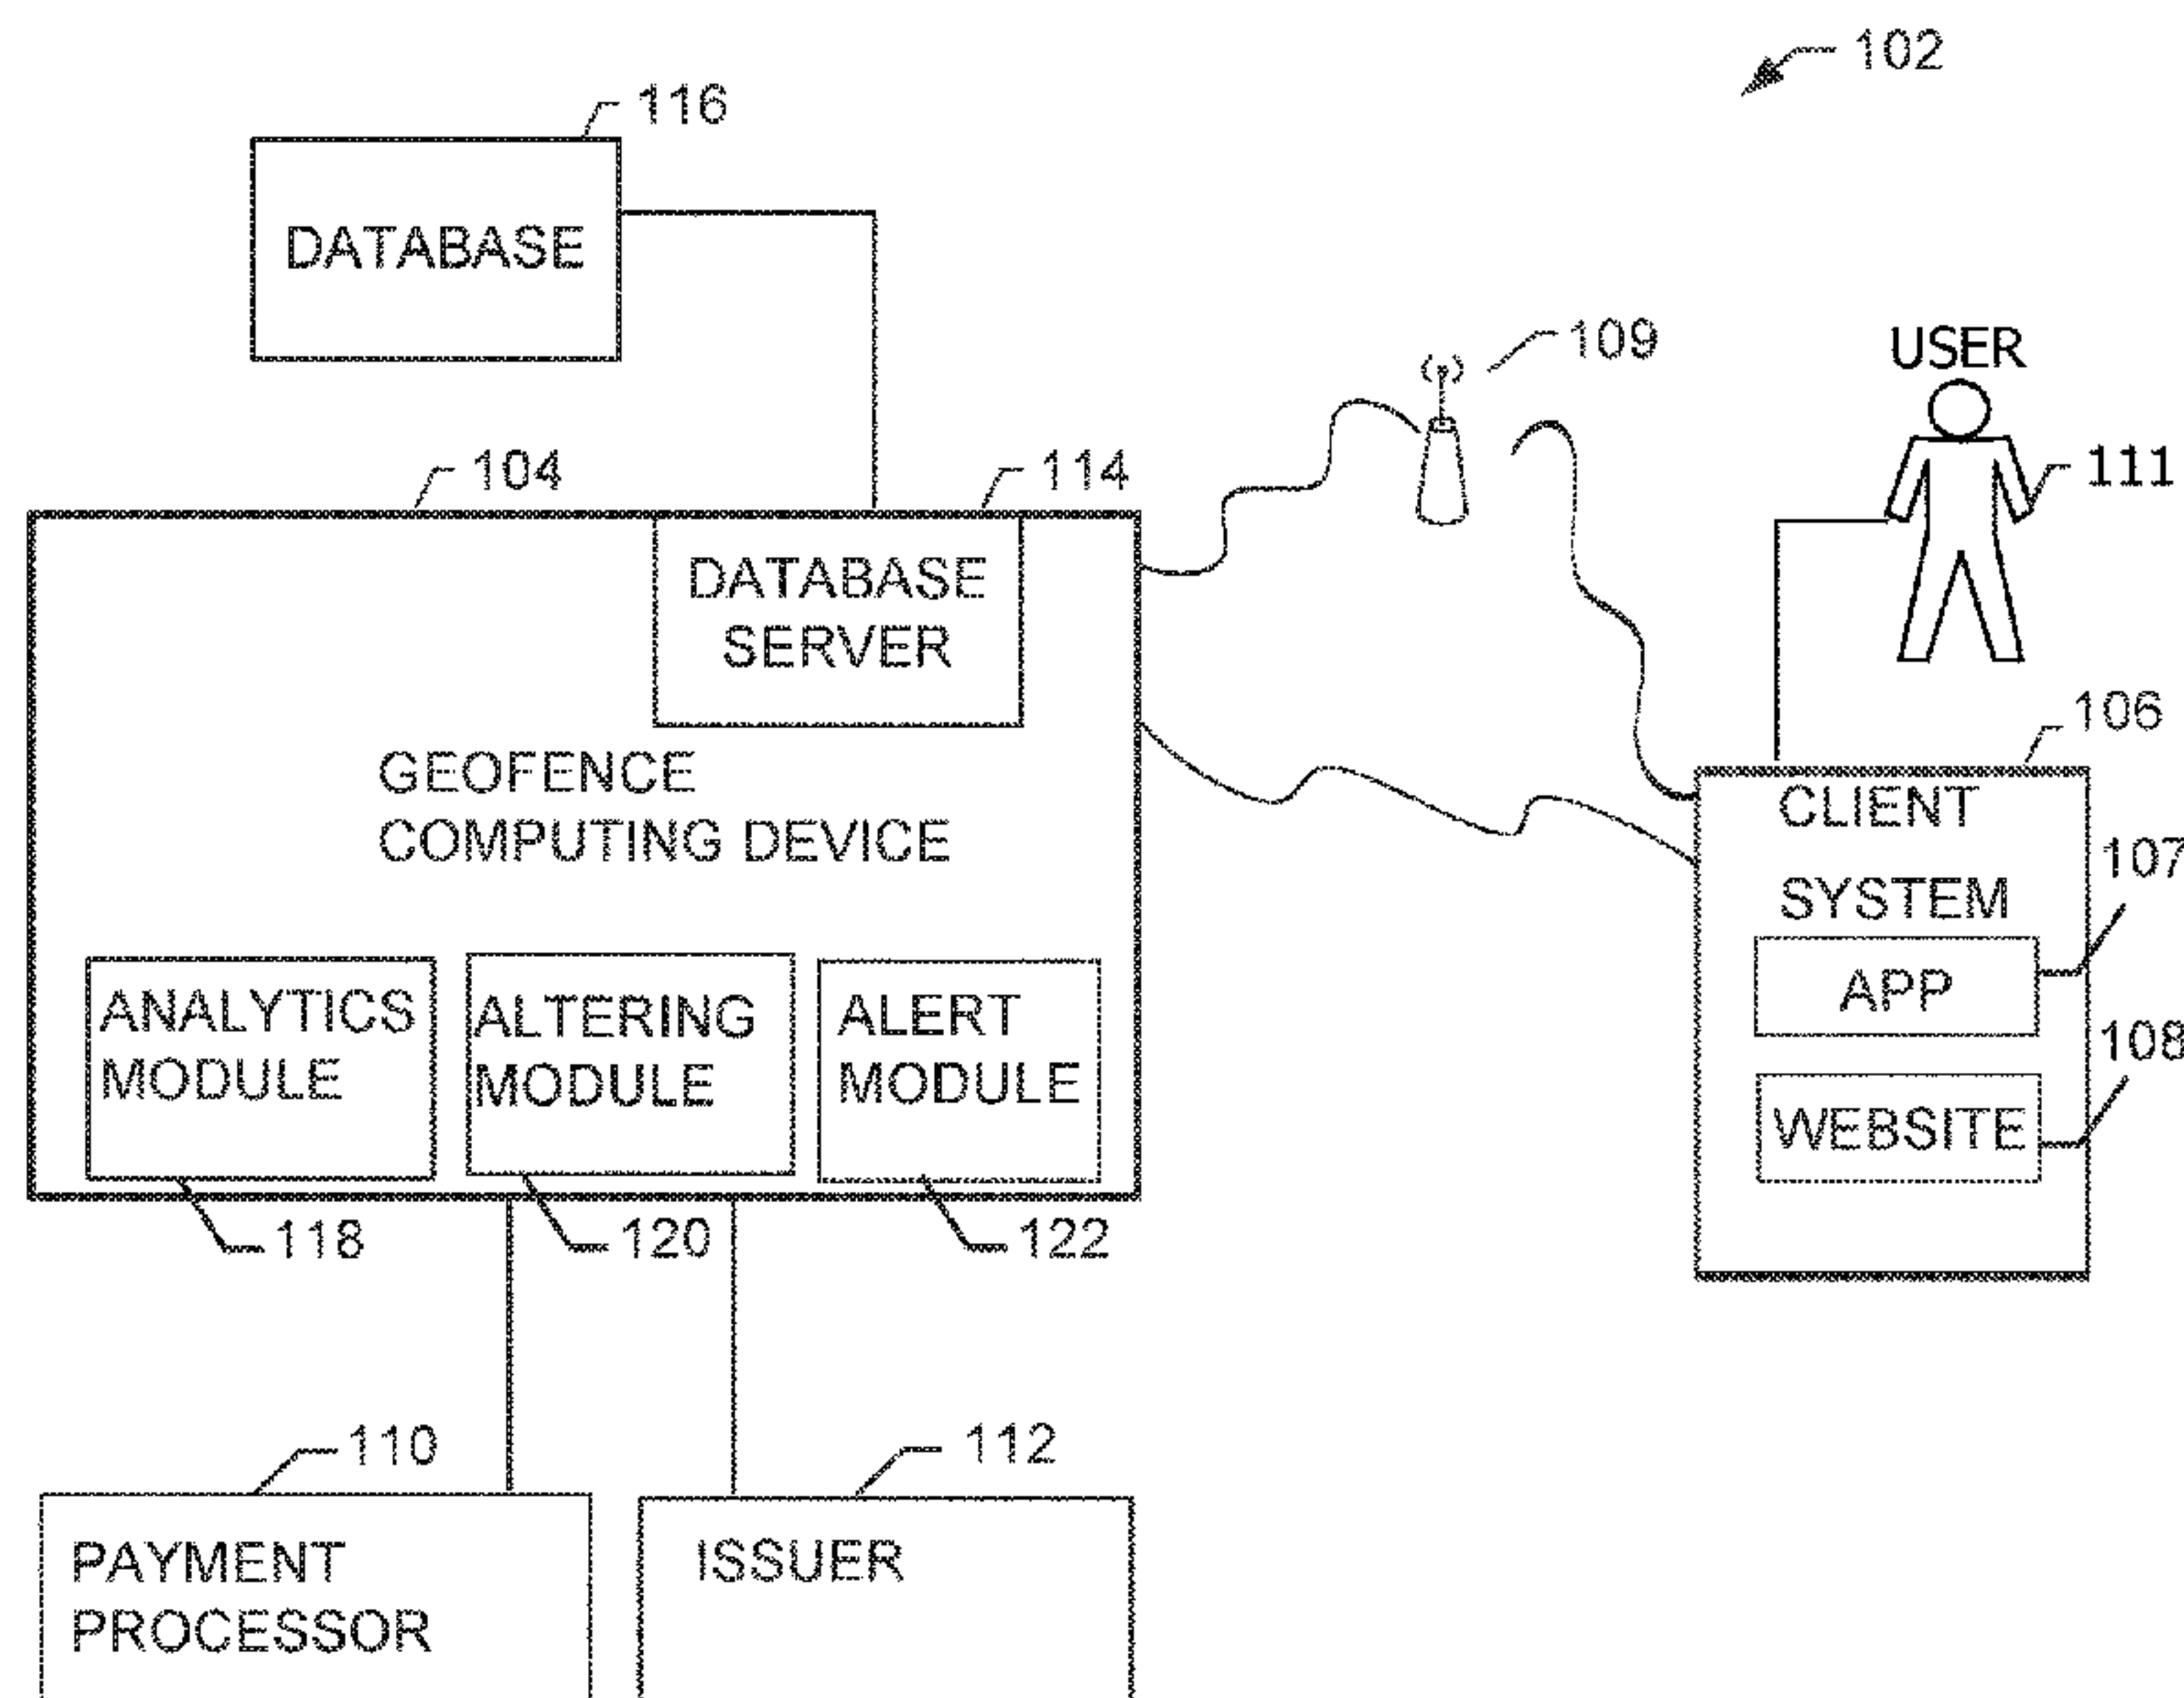 102
116
DATABASE
109
USER
104
114
111
DATABASE
SERVER
106
GEOFENCE
COMPUTING DEVICE
CLIENT
SYSTEM
107
APP
108
WEBSITE
ANALYTICS
MODULE
ALTERING
MODULE
ALERT
MODULE
118
120
122
110
112
PAYMENT
PROCESSOR
ISSUER